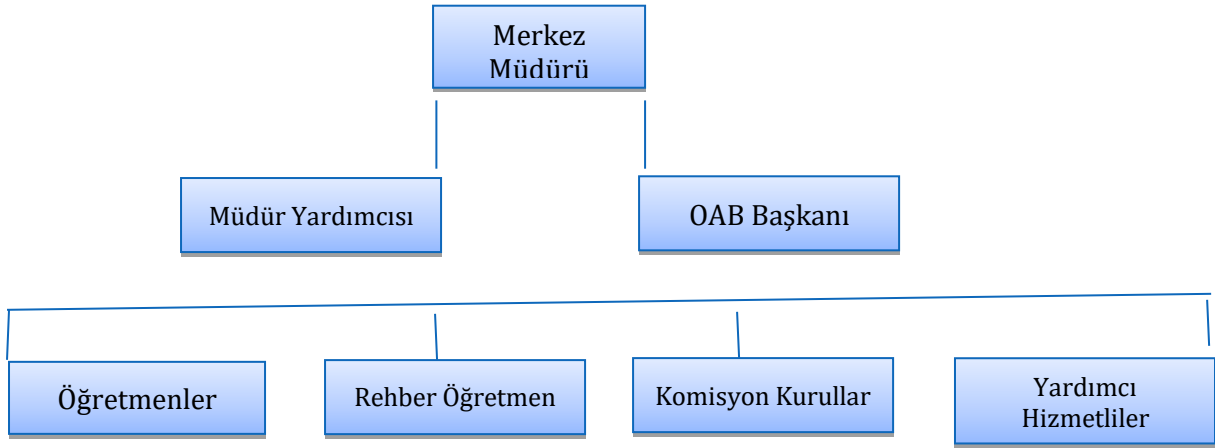 Merkez
Müdürü
Müdür Yardımcısı
OAB Başkanı
Öğretmenler
Rehber Öğretmen
Komisyon Kurullar
Yardımcı
Hizmetliler